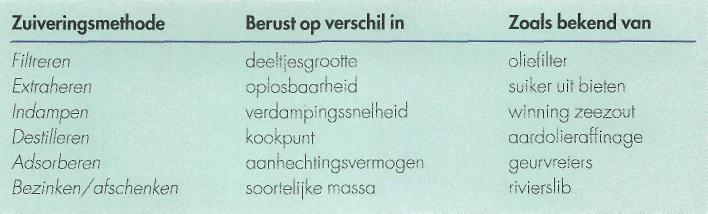 Zuiveringsmethode Berust op verschil in Zoals bekend van
Filtreren deeltjesgrootte oliefilter
Extraheren oplosbaarheid suiker uit bieten
Indampen verdampingssnelheid winning zeezout
Destilleren kookpunt aardolieraffinage
Adsorberen aanhechtingsvermogen geurvreters
Bezinken/afschenken soortelijke massa rivierslib